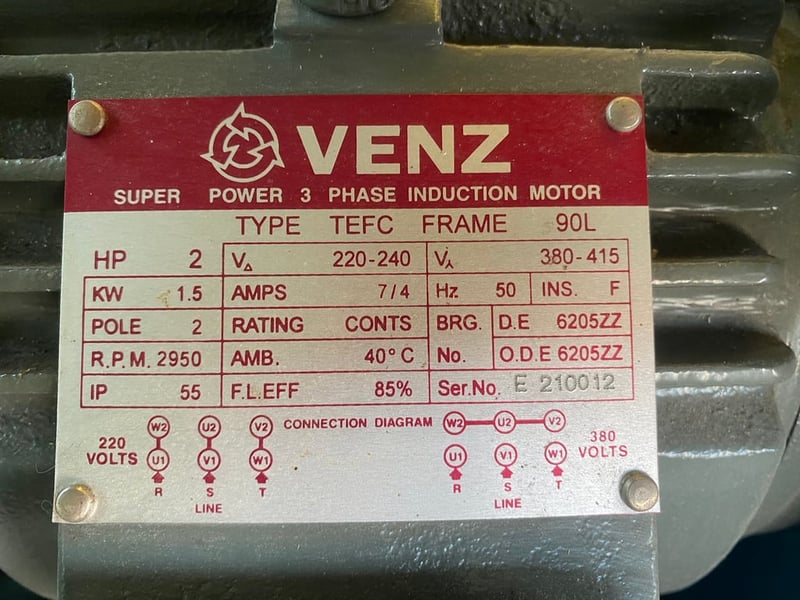 VENZ
SUPER POWER 3 PHASE INDUCTION MOTOR
TYPE TEFC FRAME 90L
HP 2 V△ 220-240 V⅄ 380-415
KW 1.5 AMPS 7/4 Hz 50 INS. F
POLE 2 RATING CONTS BRG. D.E 6205ZZ
R.P.M. 2950 AMB. 40°C No. O.D.E 6205ZZ
IP 55 F.L.EFF 85% Ser.No. E 210012
W2 U2 V2 CONNECTION DIAGRAM W2 U2 V2
220 VOLTS U1 V1 W1 U1 V1 W1 380 VOLTS
R S T R S T
LINE LINE